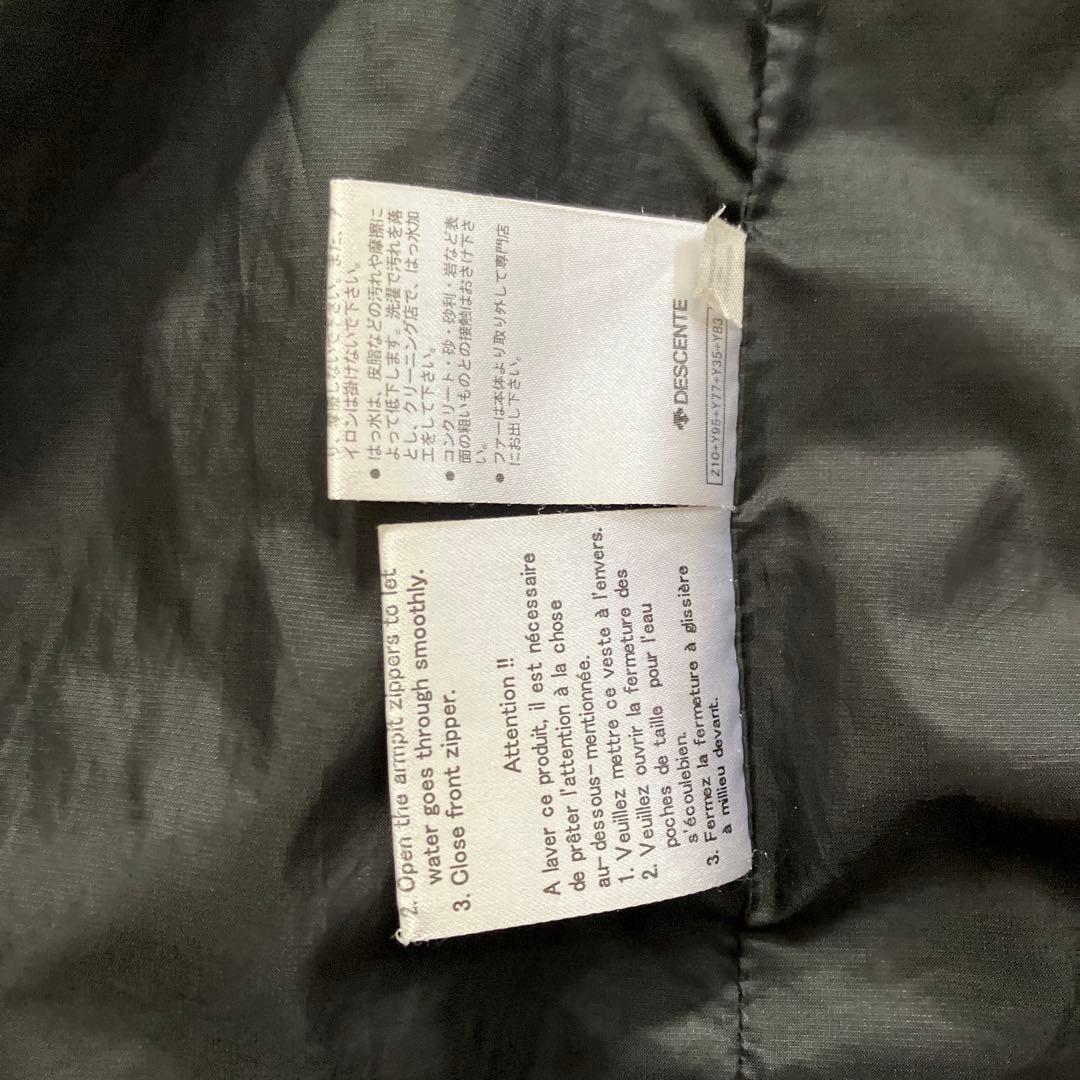 イロンは掛けないで下さい。
● はっ水は、皮脂などの汚れや摩擦に
よって低下します。洗濯で汚れを落
とし、クリーニング店で、はっ水加
工をして下さい。
● コンクリート・砂・砂利・岩など表
面の粗いものとの接触はおさけ下さ
い。
● ファーは本体より取り外して専門店
にお出し下さい。
DESCENTE
Z10+Y95+Y77+Y35+Y83
2. Open the armpit zippers to let
water goes through smoothly.
3. Close front zipper.
Attention !!
A laver ce produit, il est nécessaire
de prêter l'attention à la chose
au-dessous-mentionnée.
1. Veuillez mettre ce veste à l'envers.
2. Veuillez ouvrir la fermeture des
poches de taille pour l'eau
s'écoulebien.
3. Fermez la fermeture à glissière
à millieu devant.